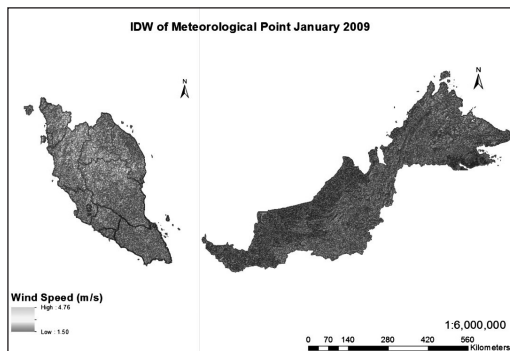 IDW of Meteorological Point January 2009
N
N
Wind Speed (m/s)
High : 4.76
Low : 1.50
1:6,000,000
0 70 140 280 420 560
Kilometers